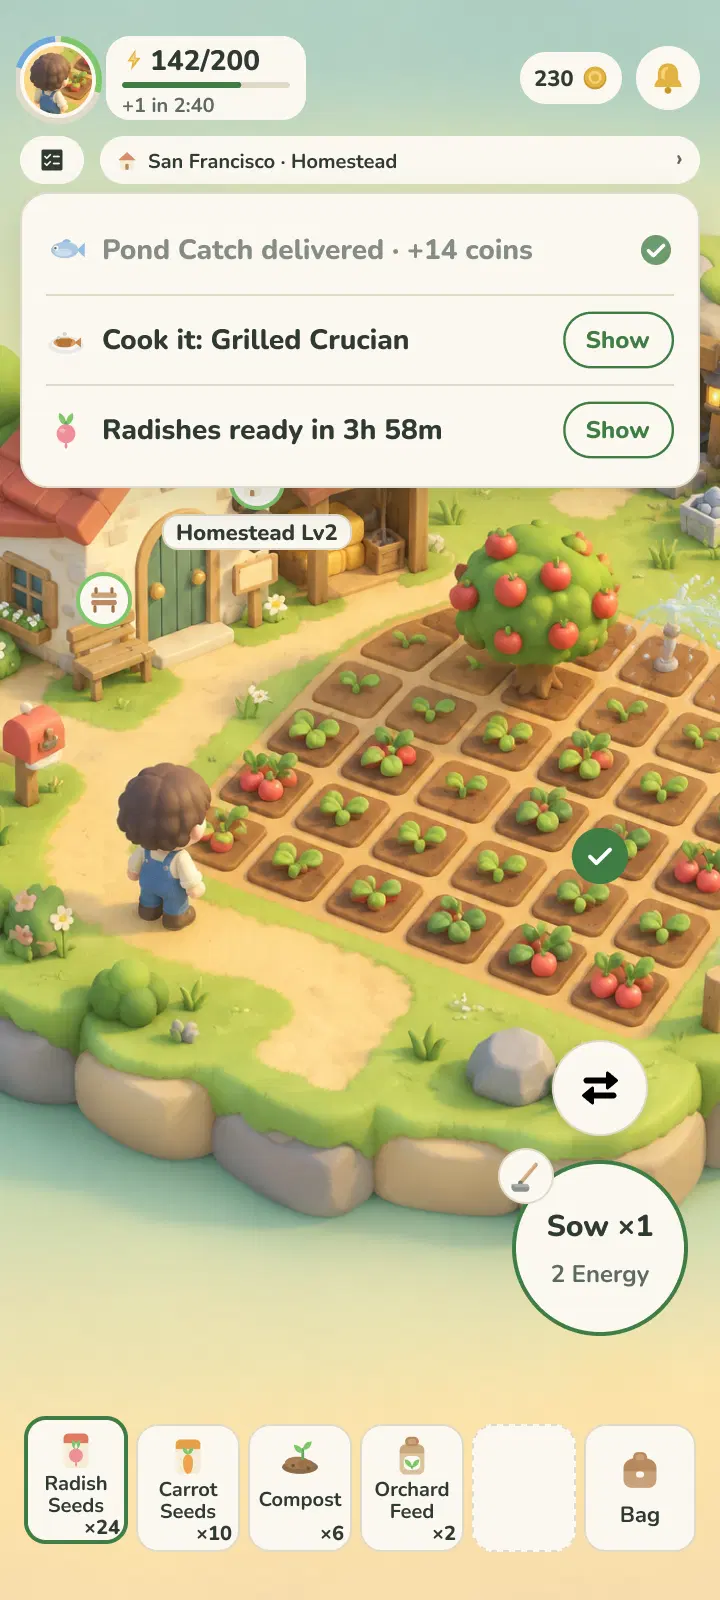 142/200
+1 in 2:40
230
San Francisco · Homestead
Pond Catch delivered · +14 coins
Cook it: Grilled Crucian
Show
Radishes ready in 3h 58m
Show
Homestead Lv2
Sow ×1
2 Energy
Radish
Seeds
×24
Carrot
Seeds
×10
Compost
×6
Orchard
Feed
×2
Bag